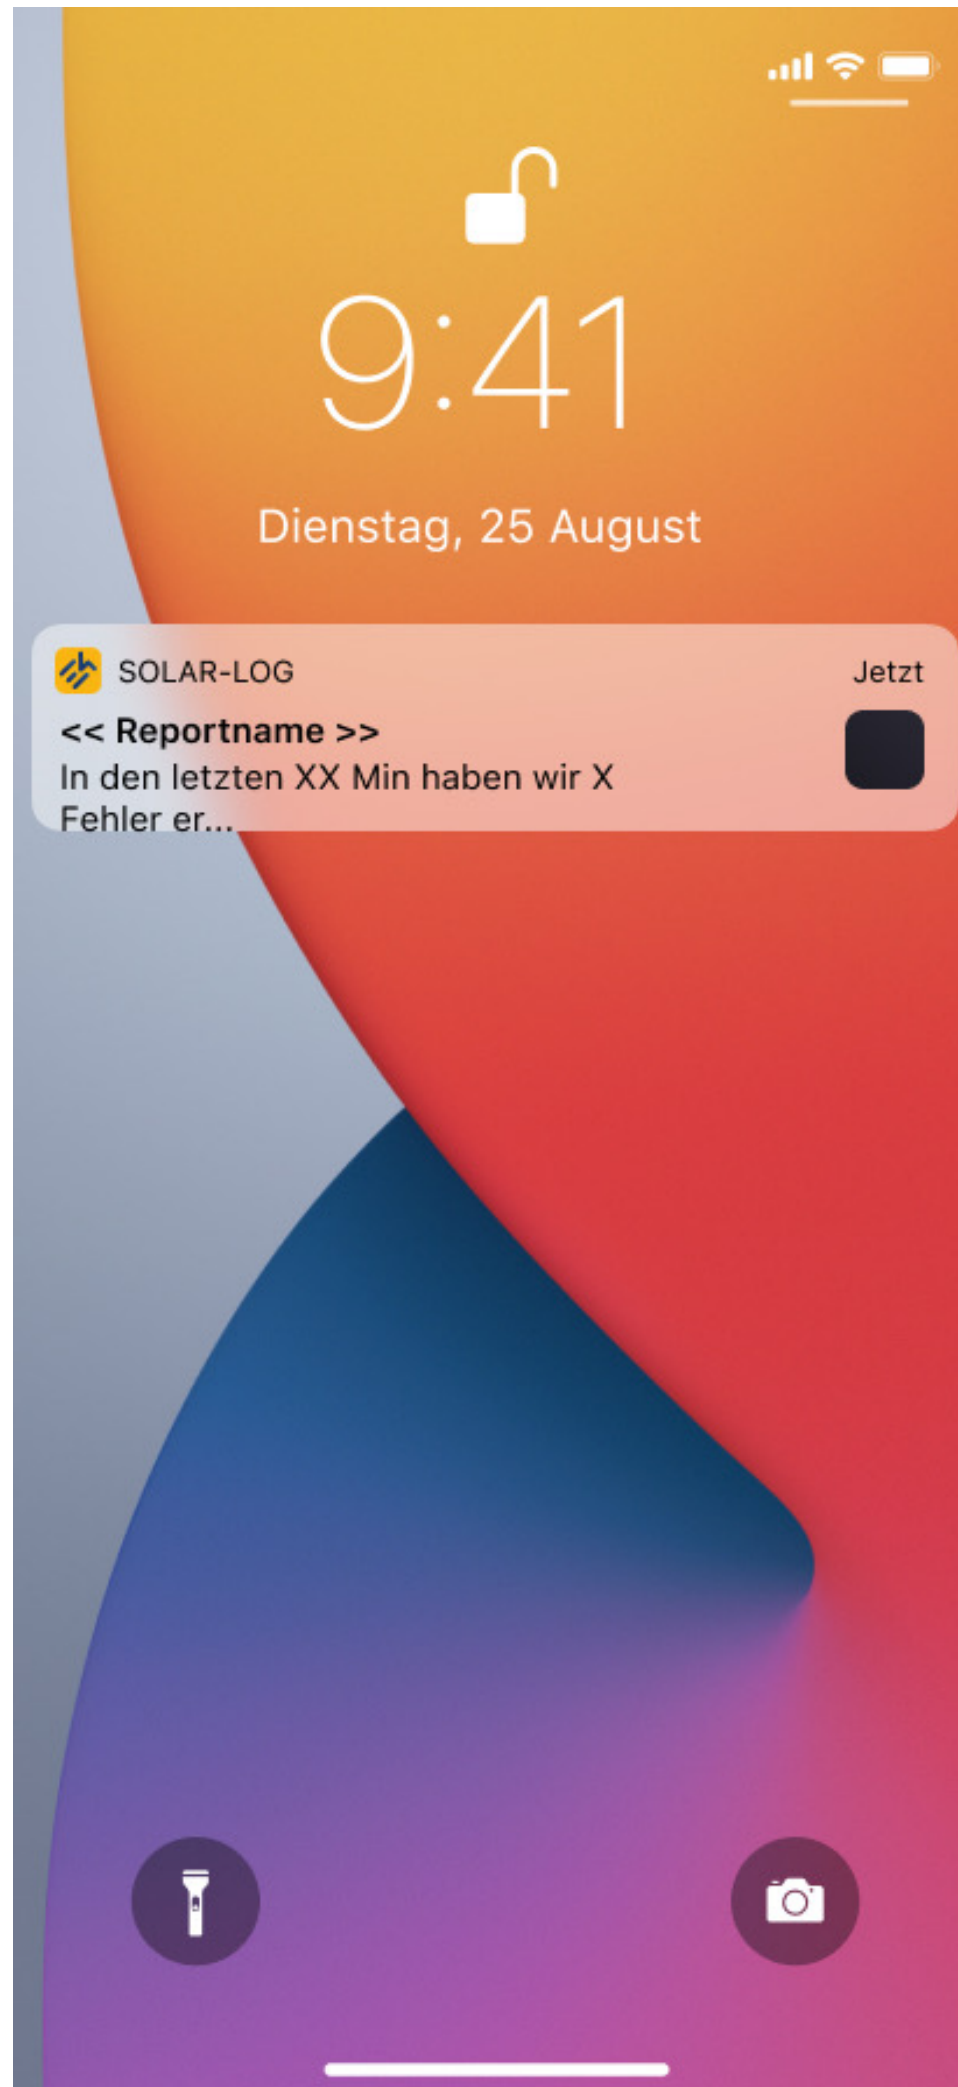 9:41
Dienstag, 25 August
SOLAR-LOG Jetzt
<< Reportname >>
In den letzten XX Min haben wir X
Fehler er...